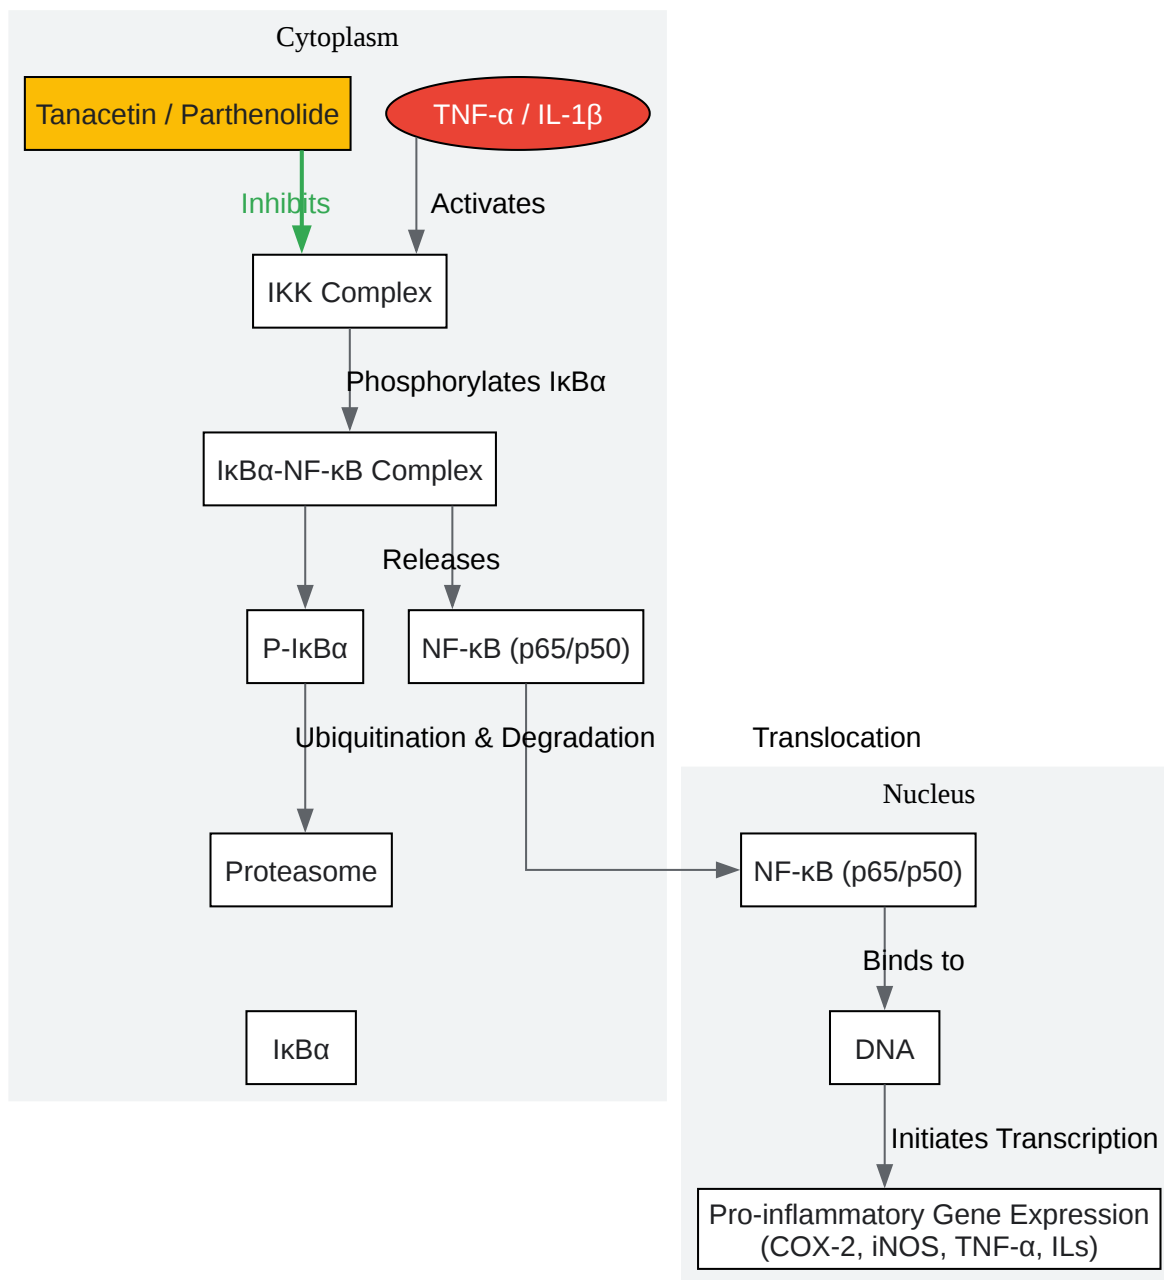 Cytoplasm
Tanacetin / Parthenolide
TNF-α / IL-1β
Inhibits
Activates
IKK Complex
Phosphorylates IκBα
IκBα-NF-κB Complex
Releases
P-IκBα
NF-κB (p65/p50)
Ubiquitination & Degradation
Translocation
Nucleus
Proteasome
NF-κB (p65/p50)
Binds to
IκBα
DNA
Initiates Transcription
Pro-inflammatory Gene Expression
(COX-2, iNOS, TNF-α, ILs)